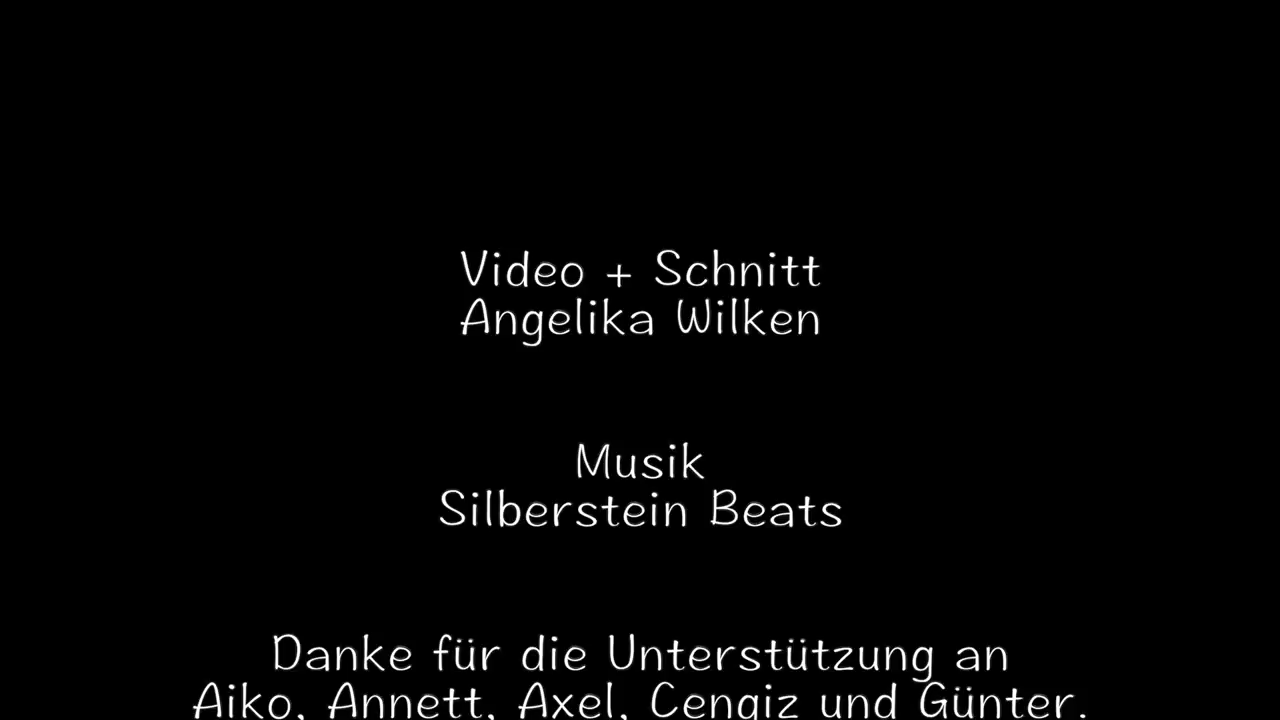 Video + Schnitt
Angelika Wilken
Musik
Silberstein Beats
Danke für die Unterstützung an
Aiko, Annett, Axel, Cengiz und Günter.